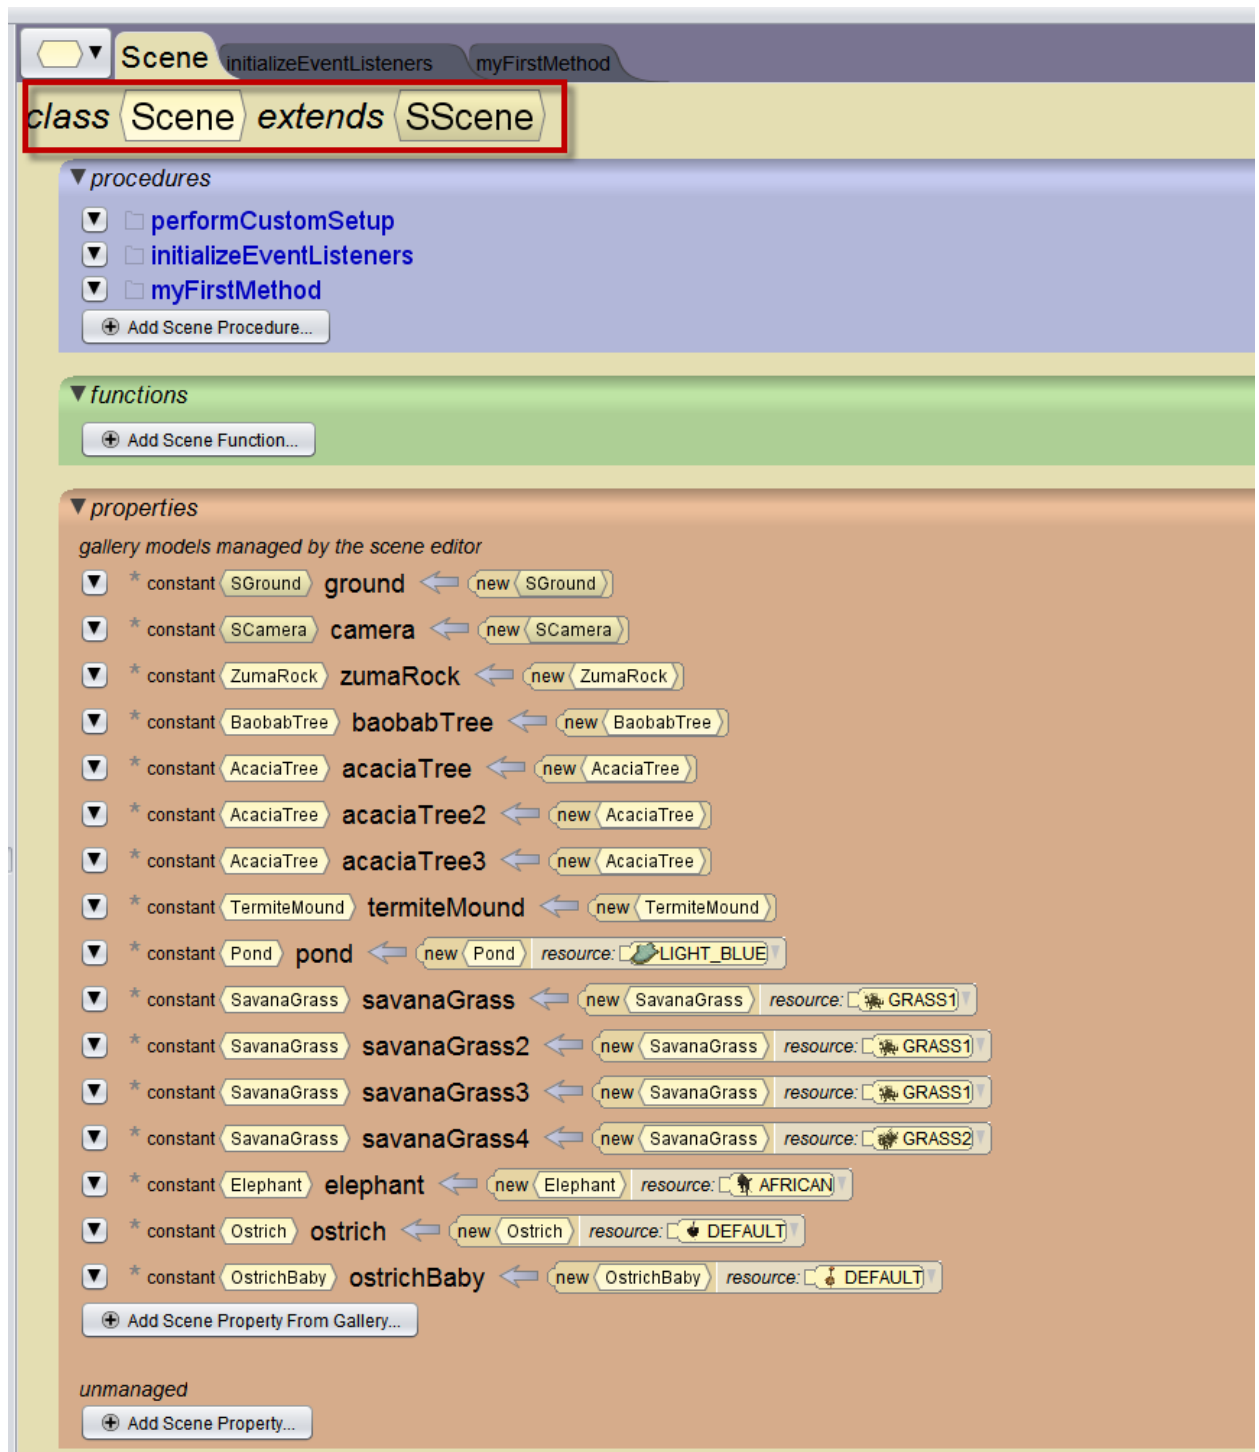 Scene initializeEventListeners myFirstMethod
class Scene extends SScene
procedures
performCustomSetup
initializeEventListeners
myFirstMethod
Add Scene Procedure...
functions
Add Scene Function...
properties
gallery models managed by the scene editor
* constant SGround ground new SGround
* constant SCamera camera new SCamera
* constant ZumaRock zumaRock new ZumaRock
* constant BaobabTree baobabTree new BaobabTree
* constant AcaciaTree acaciaTree new AcaciaTree
* constant AcaciaTree acaciaTree2 new AcaciaTree
* constant AcaciaTree acaciaTree3 new AcaciaTree
* constant TermiteMound termiteMound new TermiteMound
* constant Pond pond new Pond resource: LIGHT_BLUE
* constant SavanaGrass savanaGrass new SavanaGrass resource: GRASS1
* constant SavanaGrass savanaGrass2 new SavanaGrass resource: GRASS1
* constant SavanaGrass savanaGrass3 new SavanaGrass resource: GRASS1
* constant SavanaGrass savanaGrass4 new SavanaGrass resource: GRASS2
* constant Elephant elephant new Elephant resource: AFRICAN
* constant Ostrich ostrich new Ostrich resource: DEFAULT
* constant OstrichBaby ostrichBaby new OstrichBaby resource: DEFAULT
Add Scene Property From Gallery...
unmanaged
Add Scene Property...